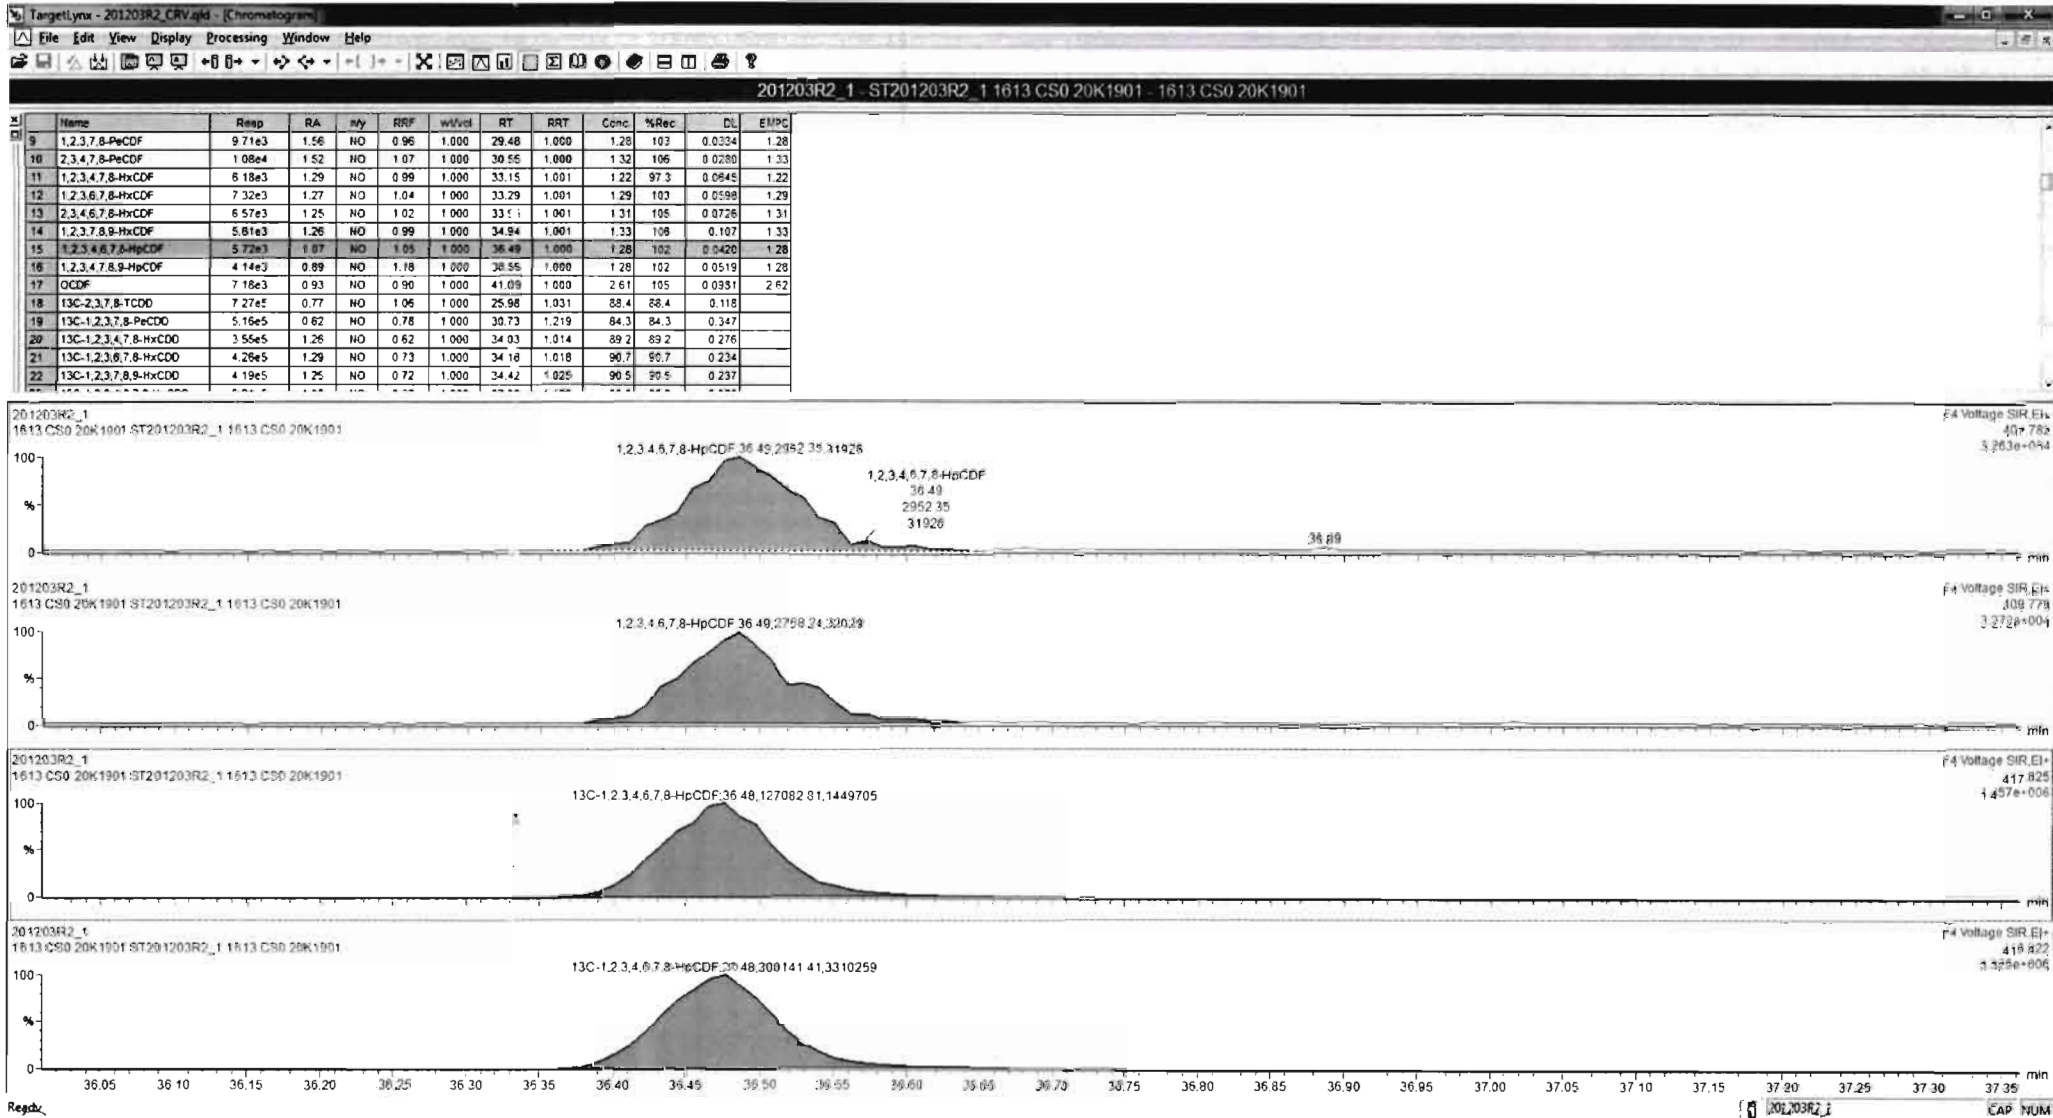 TargetLynx - 201203R2_CRV.qld - [Chromatogram]
File Edit View Display Processing Window Help
201203R2_1 - ST201203R2_1 1613 CS0 20K1901 - 1613 CS0 20K1901
Name Resp RA n/y RRF wt/vol RT RRT Conc. %Rec DL EMPC
9 1,2,3,7,8-PeCDF 9.71e3 1.56 NO 0.96 1.000 29.48 1.000 1.28 103 0.0334 1.28
10 2,3,4,7,8-PeCDF 1.08e4 1.52 NO 1.07 1.000 30.55 1.000 1.32 106 0.0280 1.33
11 1,2,3,4,7,8-HxCDF 6.18e3 1.29 NO 0.99 1.000 33.15 1.001 1.22 97.3 0.0645 1.22
12 1,2,3,6,7,8-HxCDF 7.32e3 1.27 NO 1.04 1.000 33.29 1.001 1.29 103 0.0598 1.29
13 2,3,4,6,7,8-HxCDF 6.57e3 1.25 NO 1.02 1.000 1.001 1.31 105 0.0726 1.31
14 1,2,3,7,8,9-HxCDF 5.61e3 1.26 NO 0.99 1.000 34.94 1.001 1.33 106 0.107 1.33
15 1,2,3,4,6,7,8-HpCDF 5.72e3 1.07 NO 1.05 1.000 36.49 1.000 1.28 102 0.0420 1.28
16 1,2,3,4,7,8,9-HpCDF 4.14e3 0.89 NO 1.18 1.000 38.55 1.000 1.28 102 0.0519 1.28
17 OCDF 7.18e3 0.93 NO 0.90 1.000 41.09 1.000 2.61 105 0.0931 2.62
18 13C-2,3,7,8-TCDD 7.27e5 0.77 NO 1.06 1.000 25.98 1.031 88.4 88.4 0.118
19 13C-1,2,3,7,8-PeCDD 5.16e5 0.62 NO 0.78 1.000 30.73 1.219 84.3 84.3 0.347
20 13C-1,2,3,4,7,8-HxCDD 3.55e5 1.26 NO 0.62 1.000 34.03 1.014 89.2 89.2 0.276
21 13C-1,2,3,6,7,8-HxCDD 4.26e5 1.29 NO 0.73 1.000 34.16 1.018 90.7 90.7 0.234
22 13C-1,2,3,7,8,9-HxCDD 4.19e5 1.25 NO 0.72 1.000 34.42 1.025 90.5 90.5 0.237
201203R2_1
1613 CS0 20K1901 ST201203R2_1 1613 CS0 20K1901
F4 Voltage SIR,EI+
407.782
3.263e+004
1,2,3,4,6,7,8-HpCDF;36.49;2952.35;31926
1,2,3,4,6,7,8-HpCDF
36.49
2952.35
31926
36.89
100
%
0
min
201203R2_1
1613 CS0 20K1901 ST201203R2_1 1613 CS0 20K1901
F4 Voltage SIR,EI+
409.779
3.272e+004
1,2,3,4,6,7,8-HpCDF;36.49;2768.24;32029
100
%
0
min
201203R2_1
1613 CS0 20K1901 ST201203R2_1 1613 CS0 20K1901
F4 Voltage SIR,EI+
417.825
1.457e+006
13C-1,2,3,4,6,7,8-HpCDF;36.48;127082.81;1449705
100
%
0
min
201203R2_1
1613 CS0 20K1901 ST201203R2_1 1613 CS0 20K1901
F4 Voltage SIR,EI+
13C-1,2,3,4,6,7,8-HpCDF;36.48;300141.41;3310259
100
%
0
36.05 36.10 36.15 36.20 36.25 36.30 36.35 36.40 36.45 36.50 36.55 36.60 36.65 36.70 36.75 36.80 36.85 36.90 36.95 37.00 37.05 37.10 37.15 37.20 37.25 37.30 37.35 min
Ready
201203R2_1 CAP NUM